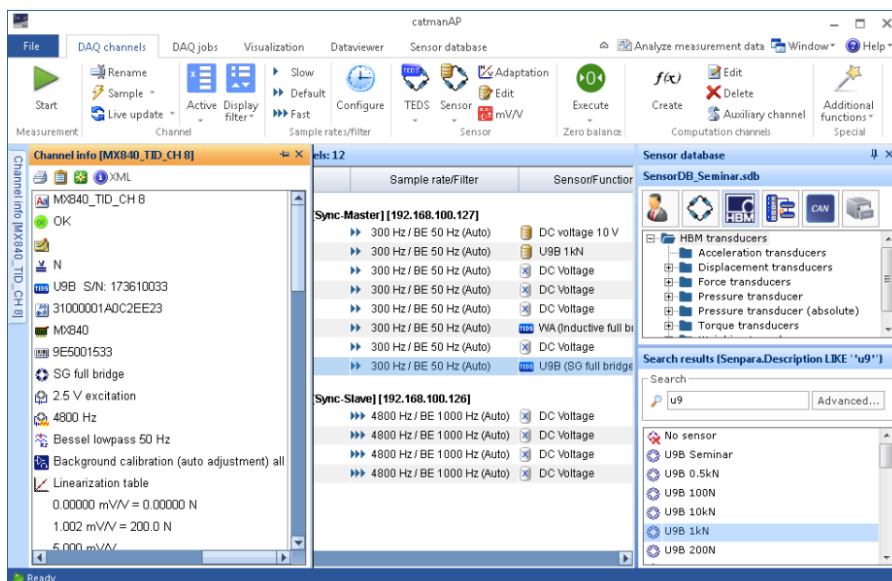 catmanAP
File DAQ channels DAQ jobs Visualization Dataviewer Sensor database Analyze measurement data Window Help
Rename Slow Adaptation Edit
Sample Default Edit Delete
Start Live update Active Display filter Fast Configure TEDS Sensor mV/V Execute Create Auxiliary channel Additional functions
Measurement Channel Sample rates/filter Sensor Zero balance Computation channels Special
Channel info [MX840_TID_CH 8]
Channel info [MX840_TID_CH 8]
XML
MX840_TID_CH 8
OK
N
TEDS U9B S/N: 173610033
31000001A0C2EE23
MX840
9E5001533
SG full bridge
2.5 V excitation
4800 Hz
Bessel lowpass 50 Hz
Background calibration (auto adjustment) all
Linearization table
0.00000 mV/V = 0.00000 N
1.002 mV/V = 200.0 N
5.000 mV/V
els: 12
Sample rate/Filter Sensor/Function
[Sync-Master] [192.168.100.127]
300 Hz / BE 50 Hz (Auto) DC voltage 10 V
300 Hz / BE 50 Hz (Auto) U9B 1kN
300 Hz / BE 50 Hz (Auto) DC Voltage
300 Hz / BE 50 Hz (Auto) DC Voltage
300 Hz / BE 50 Hz (Auto) DC Voltage
300 Hz / BE 50 Hz (Auto) TEDS WA (Inductive full bri
300 Hz / BE 50 Hz (Auto) DC Voltage
300 Hz / BE 50 Hz (Auto) TEDS U9B (SG full bridge
[Sync-Slave] [192.168.100.126]
4800 Hz / BE 1000 Hz (Auto) DC Voltage
4800 Hz / BE 1000 Hz (Auto) DC Voltage
4800 Hz / BE 1000 Hz (Auto) DC Voltage
4800 Hz / BE 1000 Hz (Auto) DC Voltage
Sensor database
SensorDB_Seminar.sdb
HBM CAN
HBM transducers
Acceleration transducers
Displacement transducers
Force transducers
Pressure transducer
Pressure transducer (absolute)
Torque transducers
Search results (Senpara.Description LIKE '*u9*')
Search
u9 Advanced...
No sensor
U9B Seminar
U9B 0.5kN
U9B 100N
U9B 10kN
U9B 1kN
U9B 200N
Ready